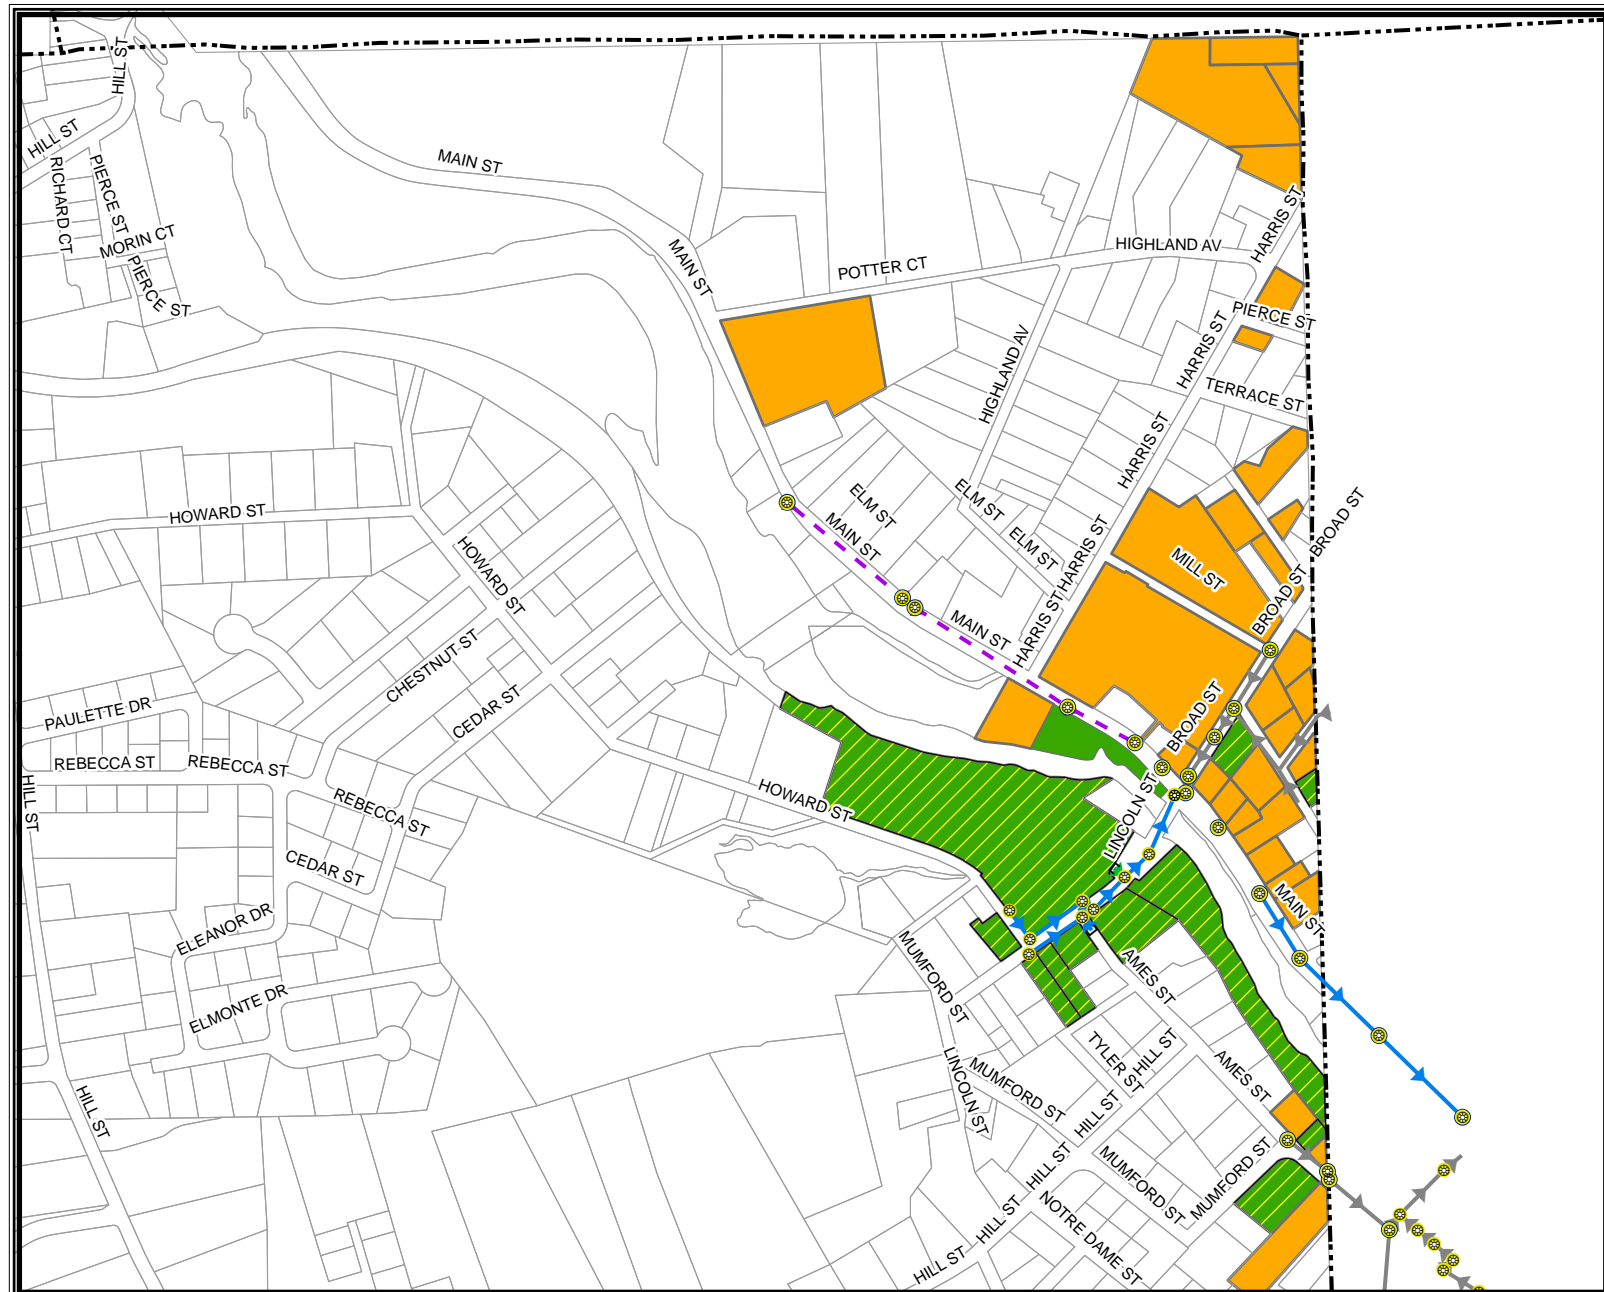 HILL ST
HILL ST
RICHARD CT
PIERCE ST
MORIN CT
PIERCE ST
MAIN ST
MAIN ST
POTTER CT
HIGHLAND AV
HARRIS ST
PIERCE ST
HARRIS ST
HIGHLAND AV
TERRACE ST
HARRIS ST
ELM ST
ELM ST
MAIN ST
ELM ST
HARRIS ST
BROAD ST
MILL ST
BROAD ST
HOWARD ST
HOWARD ST
HARRIS ST
MAIN ST
CHESTNUT ST
CEDAR ST
PAULETTE DR
REBECCA ST
REBECCA ST
BROAD ST
HILL ST
REBECCA ST
HOWARD ST
LINCOLN ST
CEDAR ST
MAIN ST
ELEANOR DR
MUMFORD ST
AMES ST
ELMONTE DR
TYLER ST
HILL ST
AMES ST
LINCOLN ST
MUMFORD ST
HILL ST
HILL ST
HILL ST
MUMFORD ST
MUMFORD ST
HILL ST
NOTRE DAME ST
HILL ST